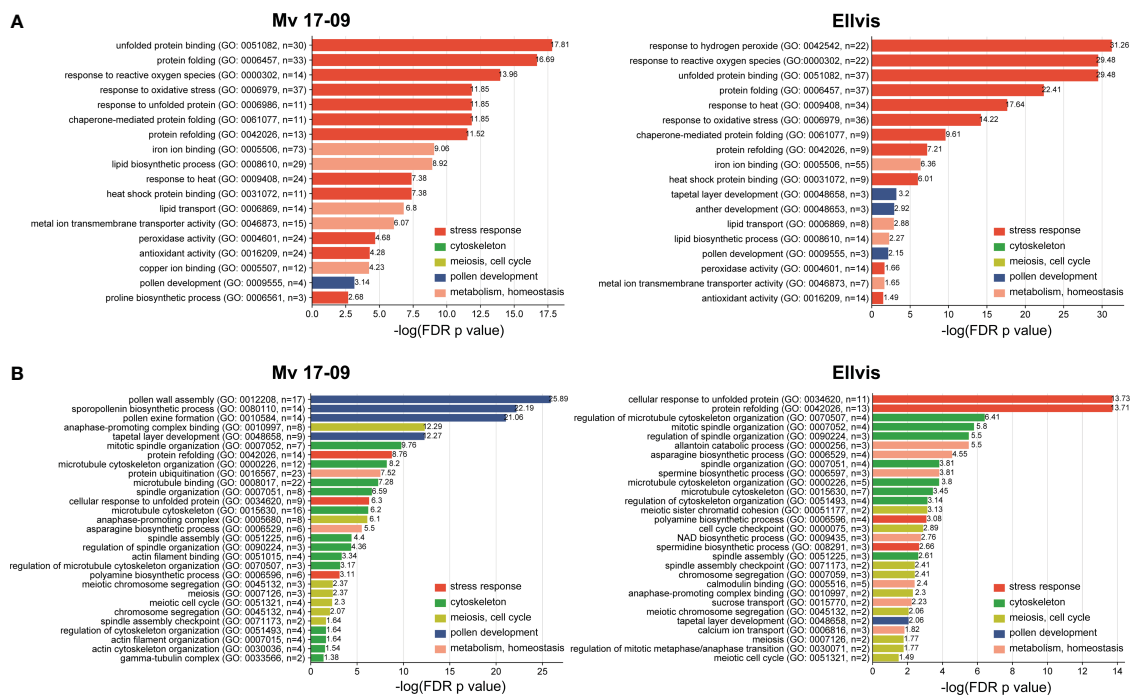 A
Mv 17-09
unfolded protein binding (GO: 0051082, n=30) 17.81
protein folding (GO: 0006457, n=33) 16.69
response to reactive oxygen species (GO: 0000302, n=14) 13.96
response to oxidative stress (GO: 0006979, n=37) 11.85
response to unfolded protein (GO: 0006986, n=11) 11.85
chaperone-mediated protein folding (GO: 0061077, n=11) 11.85
protein refolding (GO: 0042026, n=13) 11.52
iron ion binding (GO: 0005506, n=73) 9.06
lipid biosynthetic process (GO: 0008610, n=29) 8.92
response to heat (GO: 0009408, n=24) 7.38
heat shock protein binding (GO: 0031072, n=11) 7.38
lipid transport (GO: 0006869, n=14) 6.8
metal ion transmembrane transporter activity (GO: 0046873, n=15) 6.07
peroxidase activity (GO: 0004601, n=24) 4.68
antioxidant activity (GO: 0016209, n=24) 4.28
copper ion binding (GO: 0005507, n=12) 4.23
pollen development (GO: 0009555, n=4) 3.14
proline biosynthetic process (GO: 0006561, n=3) 2.68
stress response
cytoskeleton
meiosis, cell cycle
pollen development
metabolism, homeostasis
0.0 2.5 5.0 7.5 10.0 12.5 15.0 17.5
-log(FDR p value)
Ellvis
response to hydrogen peroxide (GO: 0042542, n=22) 31.26
response to reactive oxygen species (GO:0000302, n=22) 29.48
unfolded protein binding (GO: 0051082, n=37) 29.48
protein folding (GO: 0006457, n=37) 22.41
response to heat (GO: 0009408, n=34) 17.64
response to oxidative stress (GO: 0006979, n=36) 14.22
chaperone-mediated protein folding (GO: 0061077, n=9) 9.61
protein refolding (GO: 0042026, n=9) 7.21
iron ion binding (GO: 0005506, n=55) 6.36
heat shock protein binding (GO: 00031072, n=9) 6.01
tapetal layer development (GO: 0048658, n=3) 3.2
anther development (GO: 0048653, n=3) 2.92
lipid transport (GO: 0006869, n=8) 2.88
lipid biosynthetic process (GO: 0008610, n=14) 2.27
pollen development (GO: 0009555, n=3) 2.15
peroxidase activity (GO: 0004601, n=14) 1.66
metal ion transmembrane transporter activity (GO: 0046873, n=7) 1.65
antioxidant activity (GO: 0016209, n=14) 1.49
stress response
cytoskeleton
meiosis, cell cycle
pollen development
metabolism, homeostasis
0 5 10 15 20 25 30
-log(FDR p value)
B
Mv 17-09
pollen wall assembly (GO: 0012208, n=17) 25.89
sporopollenin biosynthetic process (GO: 0080110, n=14) 22.19
pollen exine formation (GO: 0010584, n=14) 21.06
anaphase-promoting complex binding (GO: 0010997, n=8) 12.29
tapetal layer development (GO: 0048658, n=9) 12.27
mitotic spindle organization (GO: 0007052, n=7) 9.76
protein refolding (GO: 0042026, n=14) 8.76
microtubule cytoskeleton organization (GO: 0000226, n=12) 8.2
protein ubiquitination (GO: 0016567, n=23) 7.52
microtubule binding (GO: 0008017, n=22) 7.28
spindle organization (GO: 0007051, n=8) 6.59
cellular response to unfolded protein (GO: 0034620, n=9) 6.3
microtubule cytoskeleton (GO: 0015630, n=16) 6.2
anaphase-promoting complex (GO: 0005680, n=8) 6.1
asparagine biosynthetic process (GO: 0006529, n=6) 5.5
spindle assembly (GO: 0051225, n=6) 4.4
regulation of spindle organization (GO: 0090224, n=3) 4.36
actin filament binding (GO: 0051015, n=4) 3.34
regulation of microtubule cytoskeleton organization (GO: 0070507, n=3) 3.17
polyamine biosynthetic process (GO: 0006596, n=6) 3.11
meiotic chromosome segregation (GO: 0045132, n=3) 2.37
meiosis (GO: 0007126, n=3) 2.37
meiotic cell cycle (GO: 0051321, n=4) 2.3
chromosome segregation (GO: 0045132, n=4) 2.07
spindle assembly checkpoint (GO: 0071173, n=2) 1.64
regulation of cytoskeleton organization (GO: 0051493, n=4) 1.64
actin filament organization (GO: 0007015, n=4) 1.64
actin cytoskeleton organization (GO: 0030036, n=4) 1.54
gamma-tubulin complex (GO: 0033566, n=2) 1.38
stress response
cytoskeleton
meiosis, cell cycle
pollen development
metabolism, homeostasis
0 5 10 15 20 25
-log(FDR p value)
Ellvis
cellular response to unfolded protein (GO: 0034620, n=11) 13.73
protein refolding (GO: 0042026, n=13) 13.71
regulation of microtubule cytoskeleton organization (GO: 0070507, n=4) 6.41
mitotic spindle organization (GO: 0007052, n=4) 5.8
regulation of spindle organization (GO: 0090224, n=3) 5.5
allantoin catabolic process (GO: 0000256, n=3) 5.5
asparagine biosynthetic process (GO: 0006529, n=4) 4.55
spindle organization (GO: 0007051, n=4) 3.81
spermine biosynthetic process (GO: 0006597, n=3) 3.81
microtubule cytoskeleton organization (GO: 0000226, n=5) 3.8
microtubule cytoskeleton (GO: 0015630, n=7) 3.45
regulation of cytoskeleton organization (GO: 0051493, n=4) 3.14
meiotic sister chromatid cohesion (GO: 00051177, n=2) 3.13
polyamine biosynthetic process (GO: 0006596, n=4) 3.08
cell cycle checkpoint (GO: 0000075, n=3) 2.89
NAD biosynthetic process (GO: 0009435, n=3) 2.76
spermidine biosynthetic process (GO: 008291, n=3) 2.66
spindle assembly (GO: 0051225, n=3) 2.61
spindle assembly checkpoint (GO: 0071173, n=2) 2.41
chromosome segregation (GO: 0007059, n=3) 2.41
calmodulin binding (GO: 0005516, n=5) 2.4
anaphase-promoting complex binding (GO: 0010997, n=2) 2.3
sucrose transport (GO: 0015770, n=2) 2.23
meiotic chromosome segregation (GO: 0045132, n=2) 2.06
tapetal layer development (GO: 0048658, n=2) 2.06
calcium ion transport (GO: 0006816, n=3) 1.82
meiosis (GO: 0007126, n=2) 1.77
regulation of mitotic metaphase/anaphase transition (GO: 0030071, n=2) 1.77
meiotic cell cycle (GO: 0051321, n=2) 1.49
stress response
cytoskeleton
meiosis, cell cycle
pollen development
metabolism, homeostasis
0 2 4 6 8 10 12 14
-log(FDR p value)